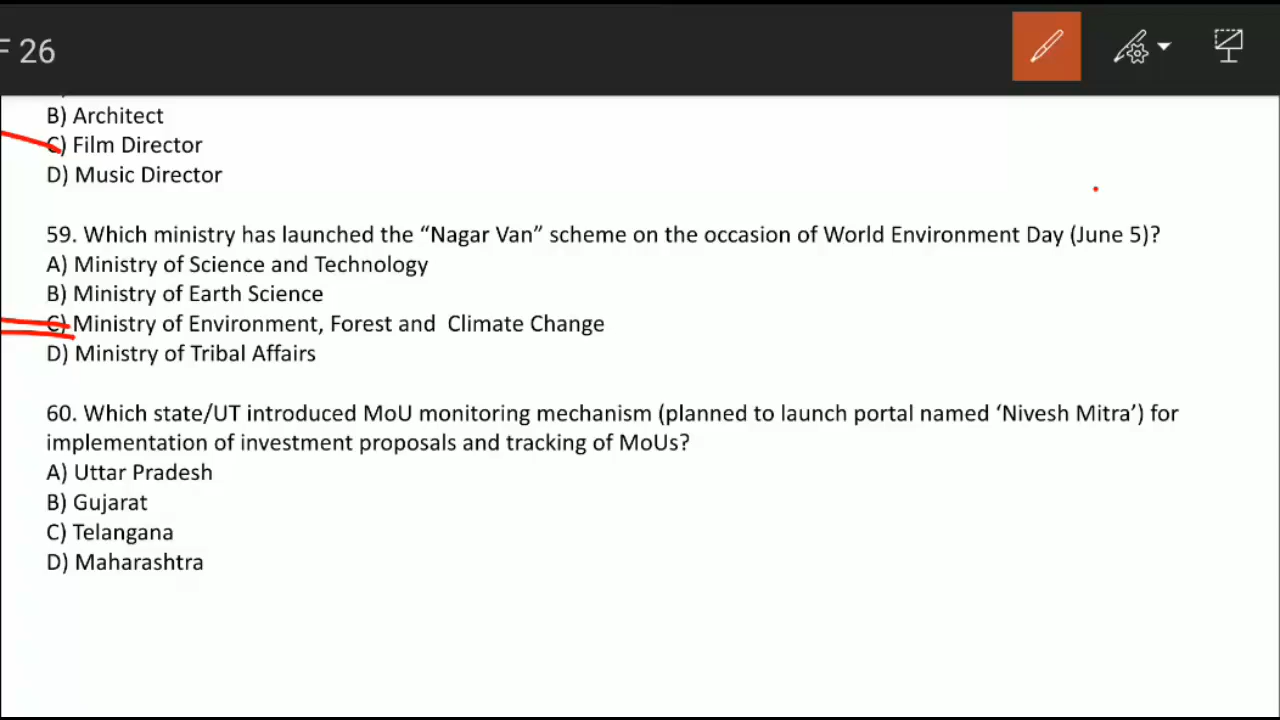 F 26
B) Architect
C) Film Director
D) Music Director
59. Which ministry has launched the “Nagar Van” scheme on the occasion of World Environment Day (June 5)?
A) Ministry of Science and Technology
B) Ministry of Earth Science
C) Ministry of Environment, Forest and  Climate Change
D) Ministry of Tribal Affairs
60. Which state/UT introduced MoU monitoring mechanism (planned to launch portal named ‘Nivesh Mitra’) for
implementation of investment proposals and tracking of MoUs?
A) Uttar Pradesh
B) Gujarat
C) Telangana
D) Maharashtra